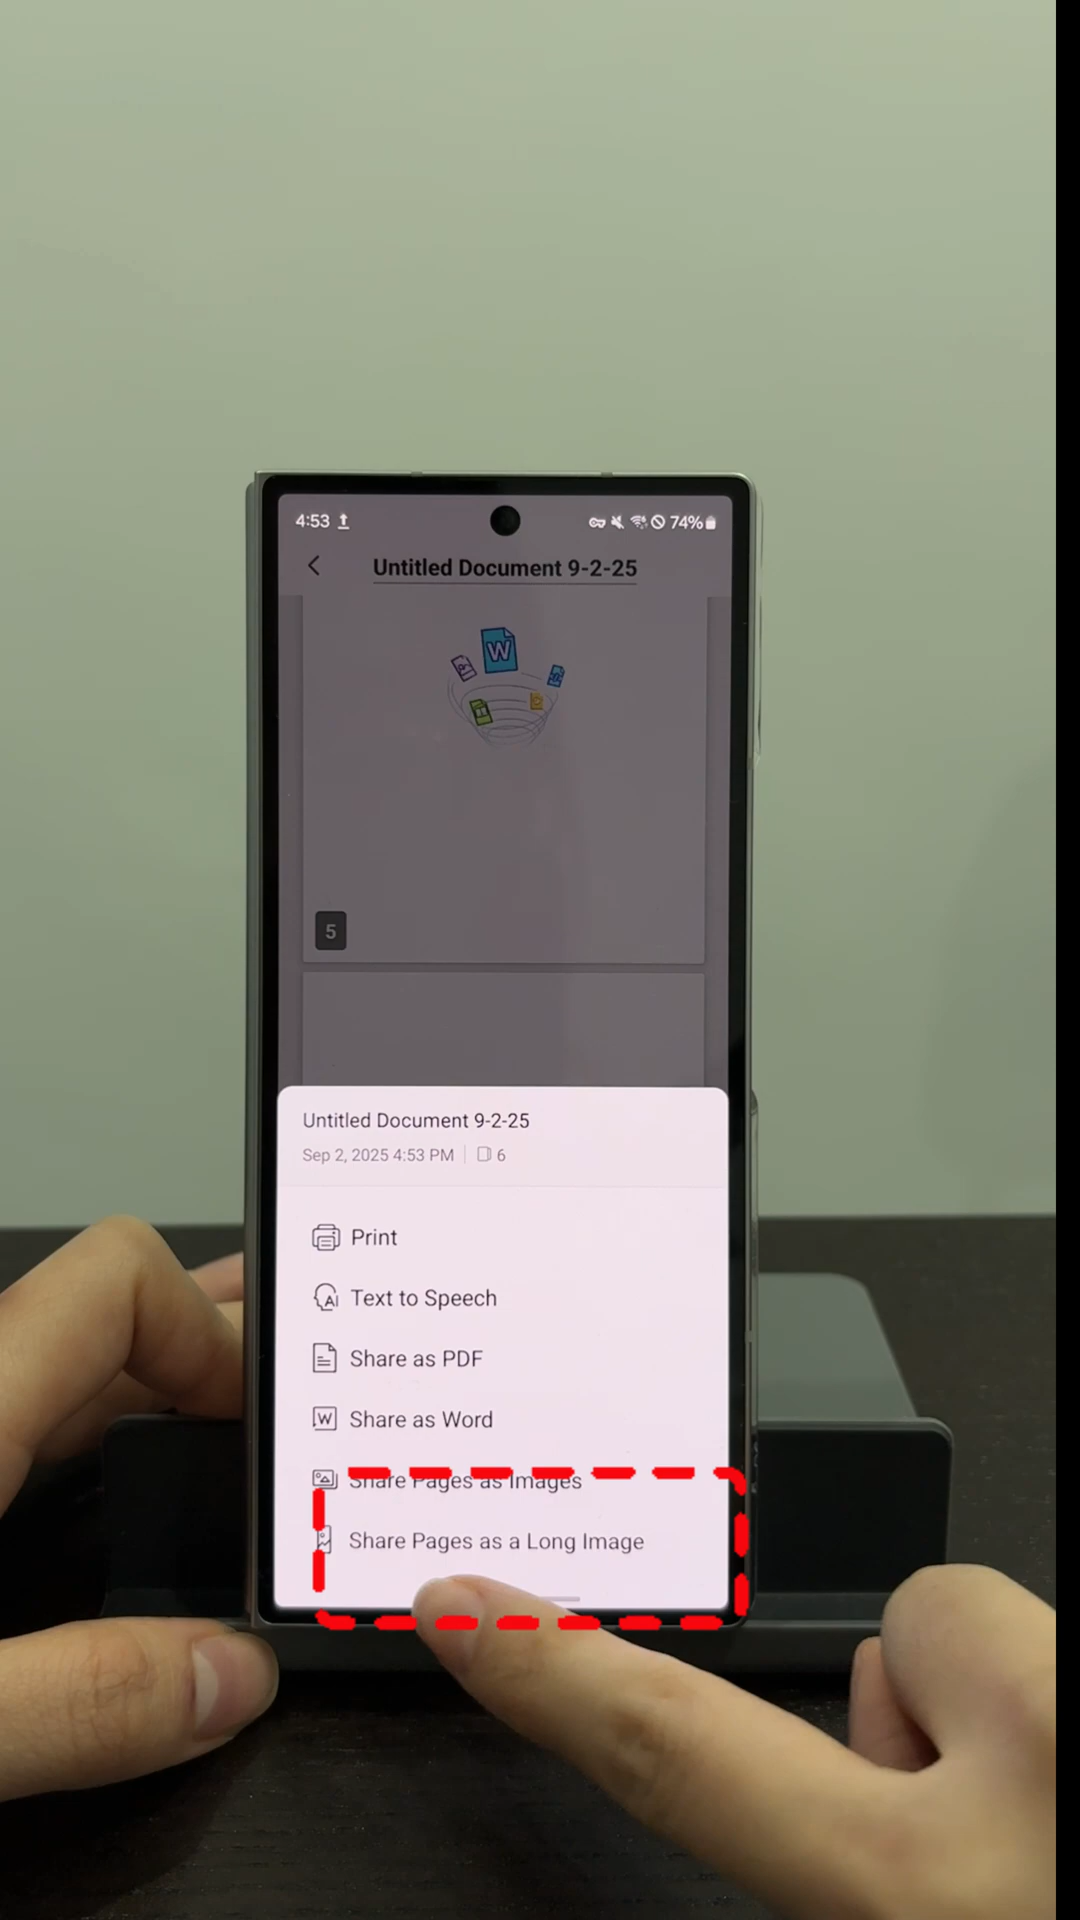 4:53 74%
Untitled Document 9-2-25
W
5
Untitled Document 9-2-25
Sep 2, 2025 4:53 PM 6
Print
AI Text to Speech
Share as PDF
W Share as Word
Share Pages as Images
Share Pages as a Long Image